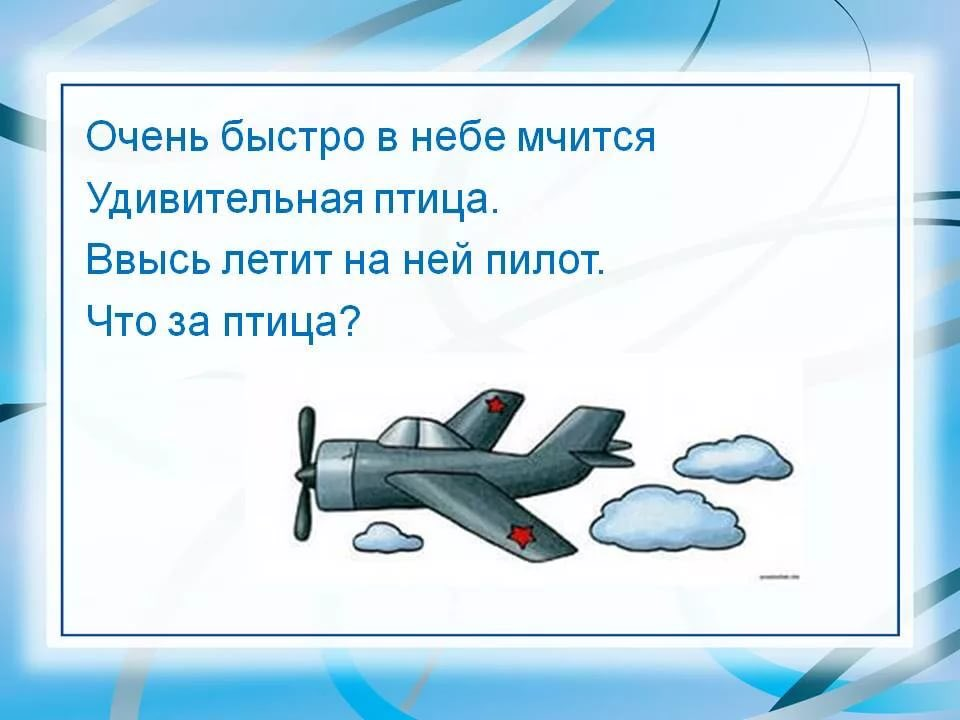 Очень быстро в небе мчится
Удивительная птица.
Ввысь летит на ней пилот.
Что за птица?